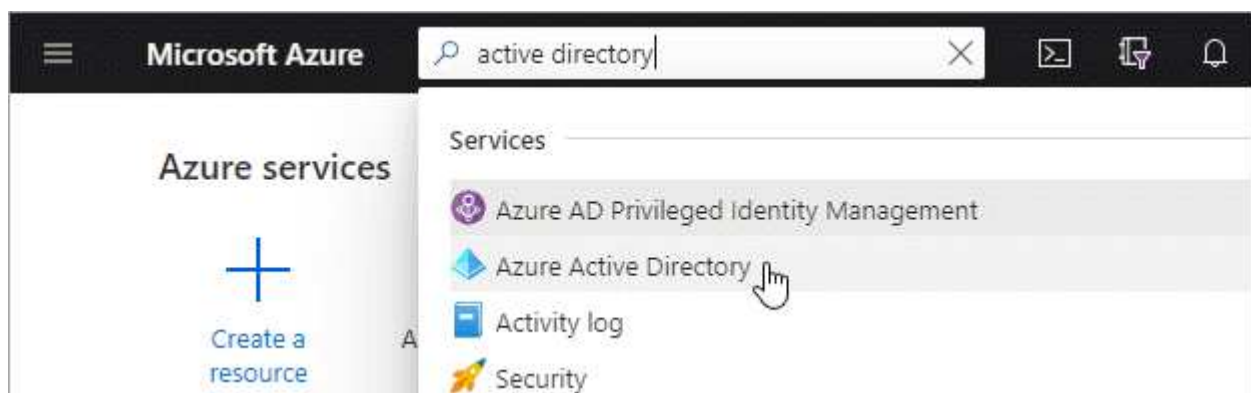 Microsoft Azure
active directory
Services
Azure services
Azure AD Privileged Identity Management
Azure Active Directory
Activity log
Security
Create a
resource
A